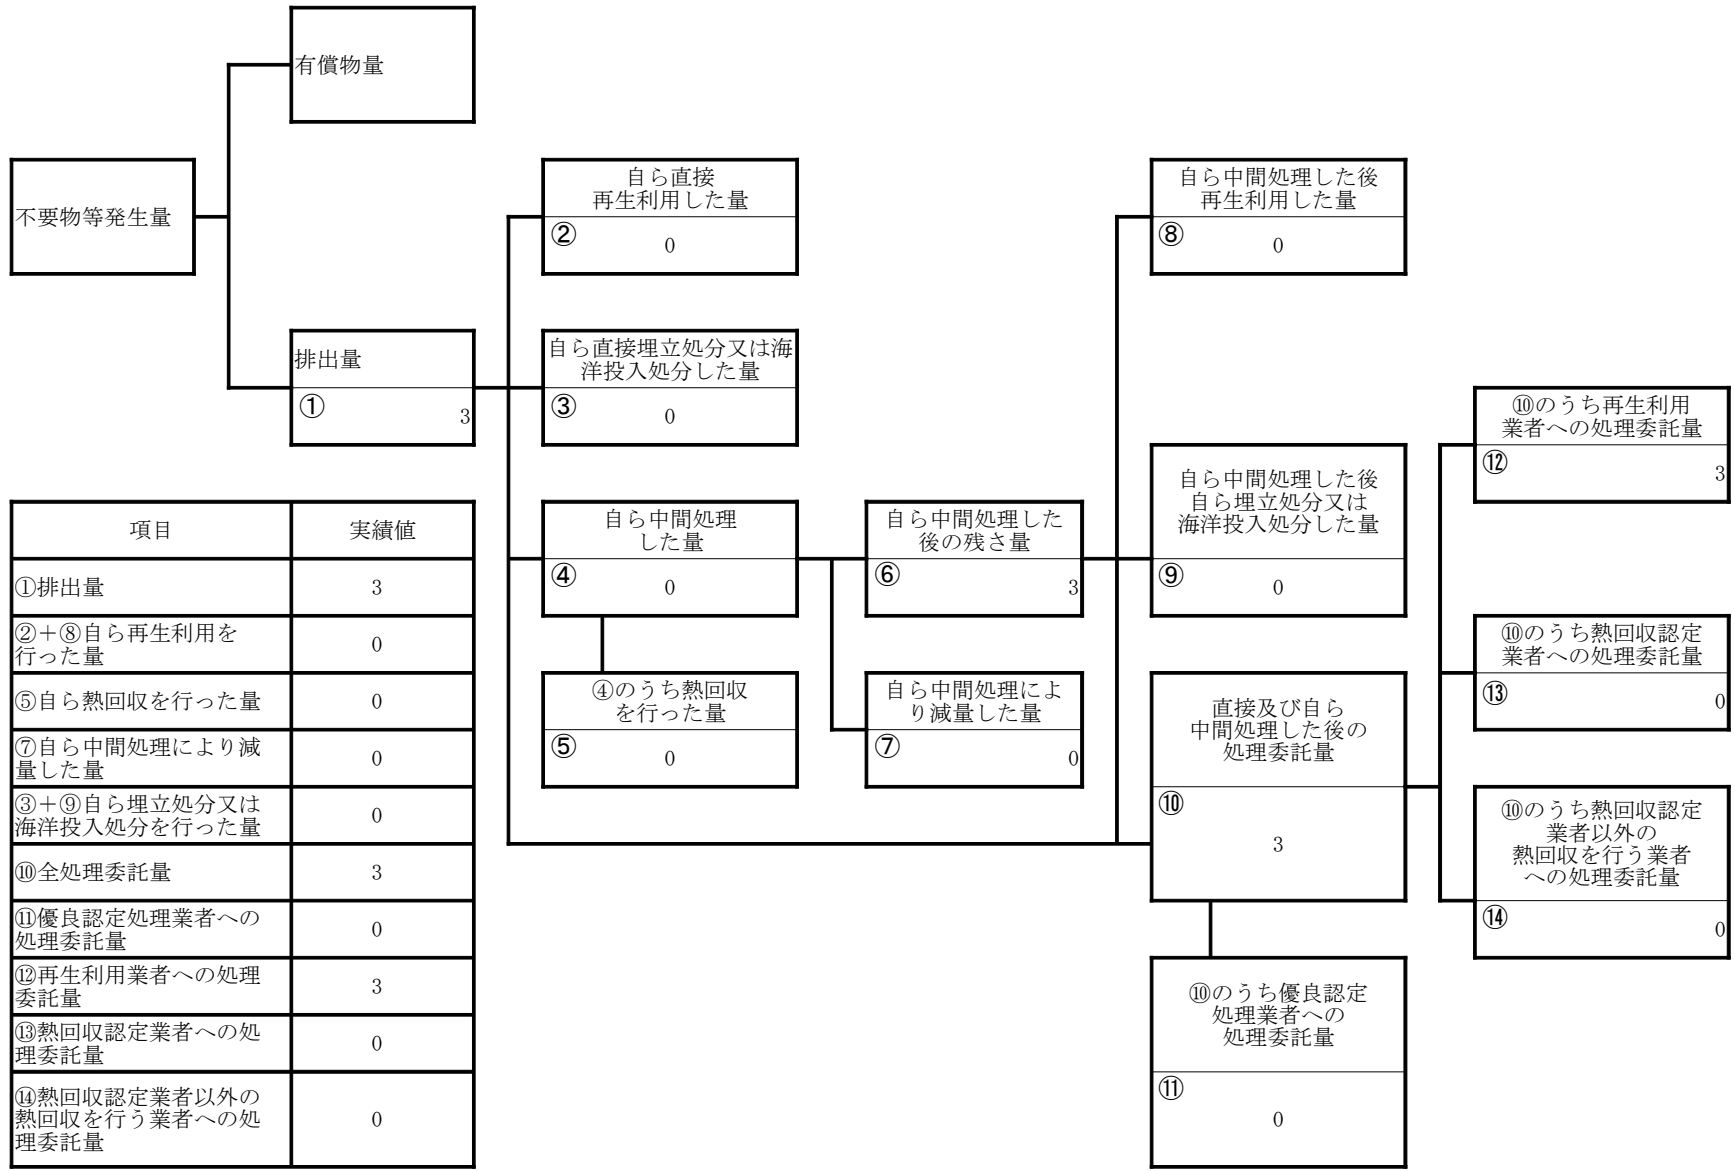 有償物量
不要物等発生量
自ら直接
再生利用した量
②
0
自ら中間処理した後
再生利用した量
⑧
0
排出量
①
3
自ら直接埋立処分又は海
洋投入処分した量
③
0
⑩のうち再生利用
業者への処理委託量
⑫
3
自ら中間処理した後
自ら埋立処分又は
海洋投入処分した量
⑨
0
自ら中間処理
した量
④
0
自ら中間処理した
後の残さ量
⑥
3
⑩のうち熱回収認定
業者への処理委託量
⑬
0
④のうち熱回収
を行った量
⑤
0
自ら中間処理によ
り減量した量
⑦
0
直接及び自ら
中間処理した後の
処理委託量
⑩
3
⑩のうち熱回収認定
業者以外の
熱回収を行う業者
への処理委託量
⑭
0
⑩のうち優良認定
処理業者への
処理委託量
⑪
0
項目 実績値
①排出量 3
②＋⑧自ら再生利用を
行った量 0
⑤自ら熱回収を行った量 0
⑦自ら中間処理により減
量した量 0
③＋⑨自ら埋立処分又は
海洋投入処分を行った量 0
⑩全処理委託量 3
⑪優良認定処理業者への
処理委託量 0
⑫再生利用業者への処理
委託量 3
⑬熱回収認定業者への処
理委託量 0
⑭熱回収認定業者以外の
熱回収を行う業者への処 0
理委託量